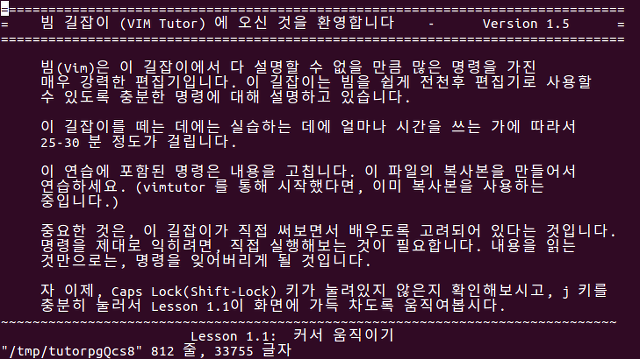 ===============================================================================
=    빔 길잡이 (VIM Tutor) 에 오신 것을 환영합니다    -      Version 1.5      =
===============================================================================
빔(Vim)은 이 길잡이에서 다 설명할 수 없을 만큼 많은 명령을 가진
매우 강력한 편집기입니다. 이 길잡이는 빔을 쉽게 전천후 편집기로 사용할
수 있도록 충분한 명령에 대해 설명하고 있습니다.
이 길잡이를 떼는 데에는 실습하는 데에 얼마나 시간을 쓰는 가에 따라서
25-30 분 정도가 걸립니다.
이 연습에 포함된 명령은 내용을 고칩니다. 이 파일의 복사본을 만들어서
연습하세요. (vimtutor 를 통해 시작했다면, 이미 복사본을 사용하는
중입니다.)
중요한 것은, 이 길잡이가 직접 써보면서 배우도록 고려되어 있다는 것입니다.
명령을 제대로 익히려면, 직접 실행해보는 것이 필요합니다. 내용을 읽는
것만으로는, 명령을 잊어버리게 될 것입니다.
자 이제, Caps Lock(Shift-Lock) 키가 눌려있지 않은지 확인해보시고, j 키를
충분히 눌러서 Lesson 1.1이 화면에 가득 차도록 움직여봅시다.
~~~~~~~~~~~~~~~~~~~~~~~~~~~~~~~~~~~~~~~~~~~~~~~~~~~~~~~~~~~~~~~~~~~~~~~~~~~~~~~
Lesson 1.1:  커서 움직이기
"/tmp/tutorpgQcs8" 812 줄, 33755 글자